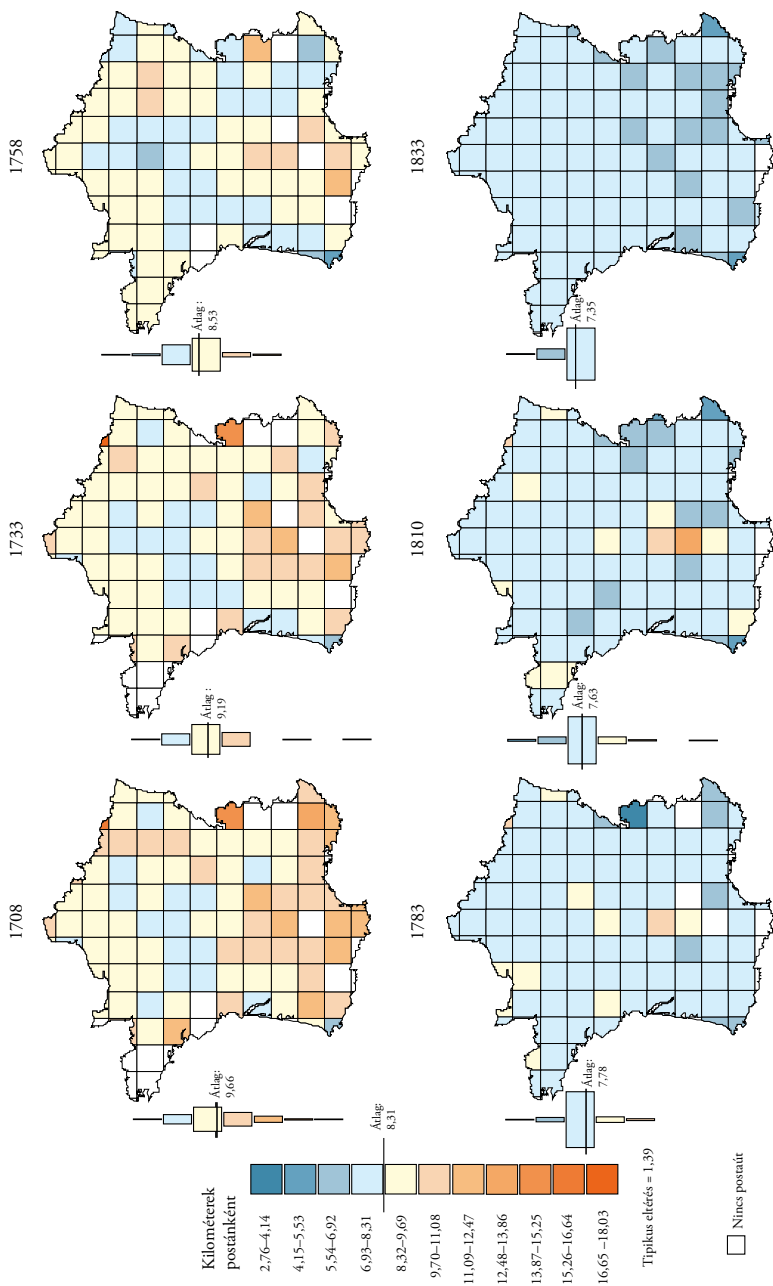 1708
1733
1758
Átlag:
9,66
Átlag :
9,19
Átlag :
8,53
1783
1810
1833
Átlag:
7,78
Átlag:
7,63
Átlag:
7,35
Kilométerek
postánként
2,76–4,14
4,15–5,53
5,54–6,92
6,93–8,31
8,32–9,69
9,70–11,08
11,09–12,47
12,48–13,86
13,87–15,25
15,26–16,64
16,65 –18,03
Átlag:
8,31
Tipikus eltérés = 1,39
Nincs postaút